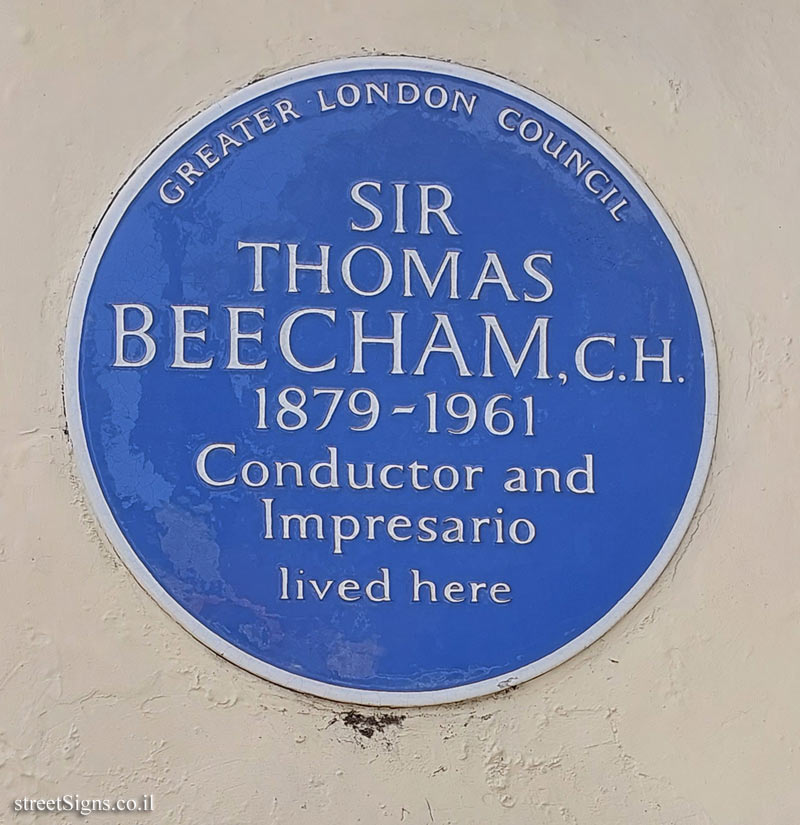 GREATER LONDON COUNCIL
SIR
THOMAS
BEECHAM, C.H.
1879-1961
Conductor and
Impresario
lived here
streetSigns.co.il